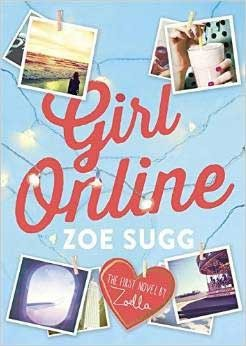 Girl
Online
ZOE SUGG
THE FIRST NOVEL BY
Zoella